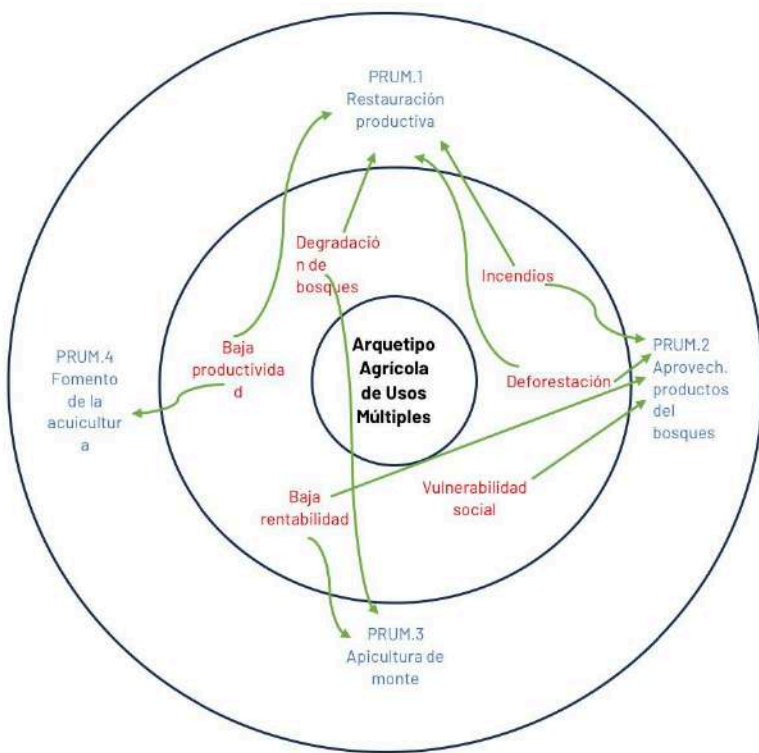 PRUM.1
Restauración
productiva
Degradació
n de
bosques
Incendios
Baja
productivida
d
Arquetipo
Agrícola
de Usos
Múltiples
Deforestación
PRUM.2
Aprovech.
productos
del
bosques
PRUM.4
Fomento
de la
acuicultur
a
Baja
rentabilidad
Vulnerabilidad
social
PRUM.3
Apicultura de
monte